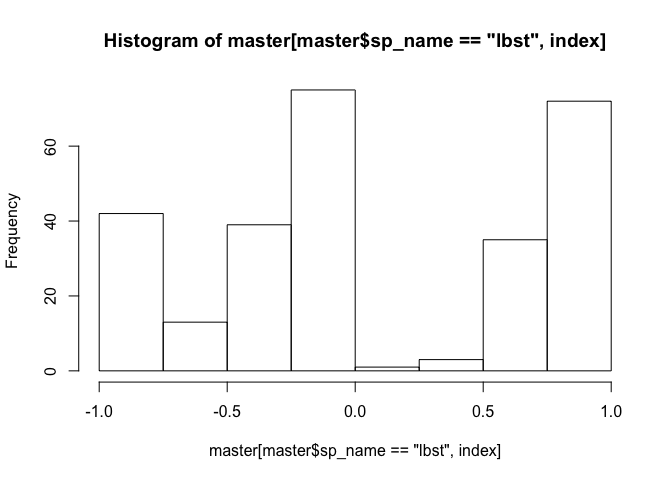 Histogram of master[master$sp_name == "lbst", index]
Frequency
60
40
20
0
-1.0 -0.5 0.0 0.5 1.0
master[master$sp_name == "lbst", index]